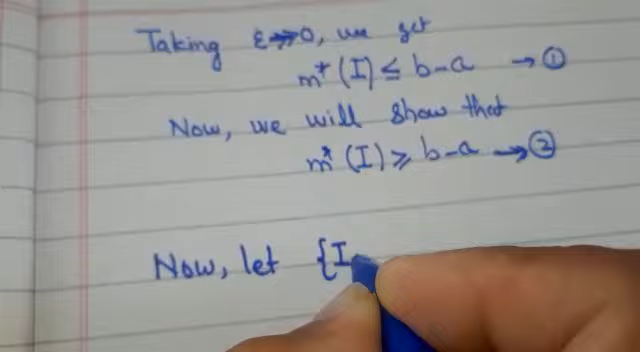 Taking ε→0, we get
m*(I) ≤ b-a → ①
Now, we will show that
m*(I) ≥ b-a → ②
Now, let {I